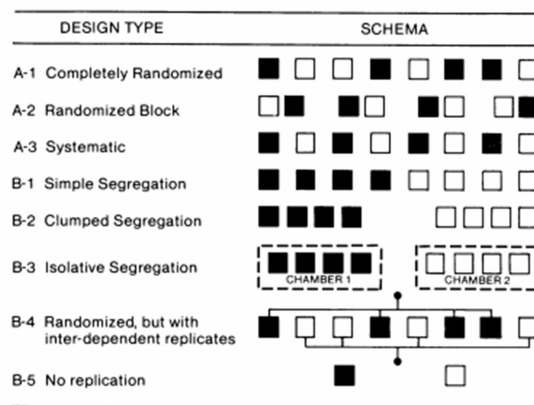 DESIGN TYPE SCHEMA
A-1 Completely Randomized
A-2 Randomized Block
A-3 Systematic
B-1 Simple Segregation
B-2 Clumped Segregation
B-3 Isolative Segregation
CHAMBER 1 CHAMBER 2
B-4 Randomized, but with
inter-dependent replicates
B-5 No replication